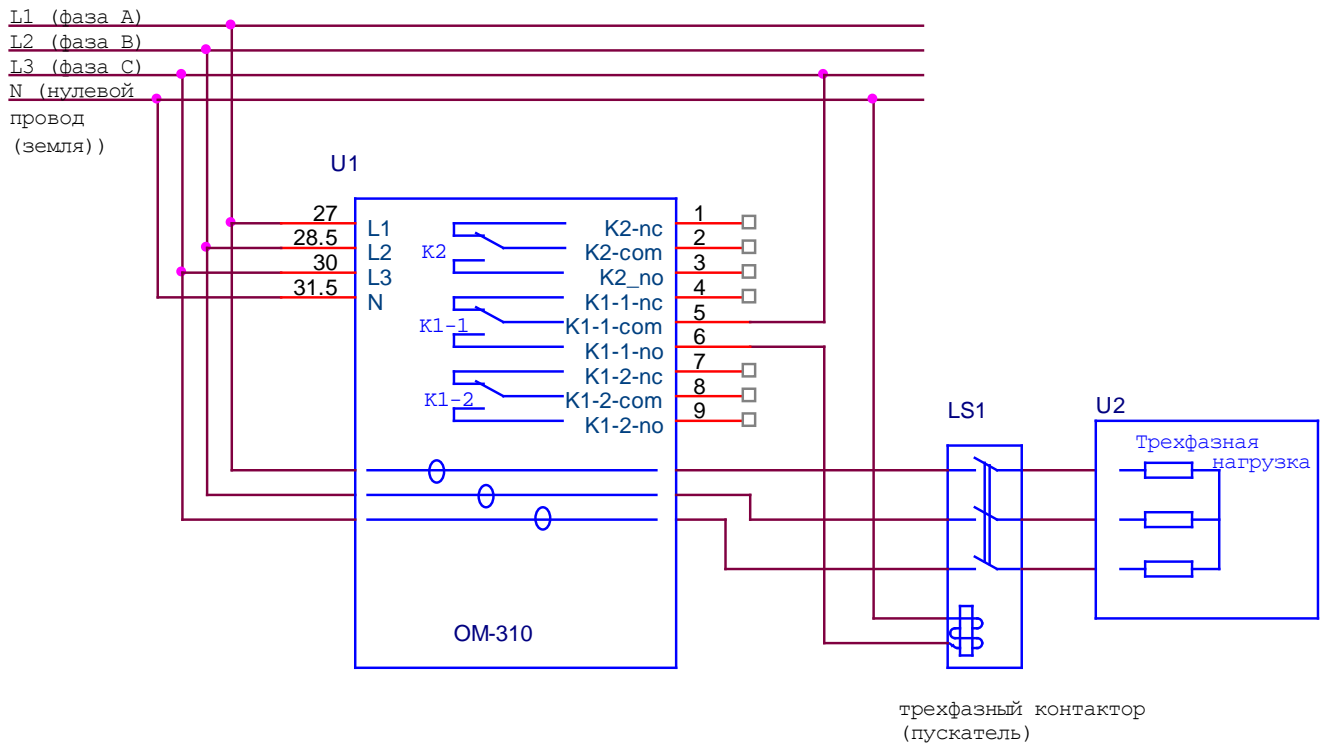 L1 (фаза A)
L2 (фаза B)
L3 (фаза C)
N (нулевой
провод
(земля))
U1
27
28.5
30
31.5
L1
L2
L3
N
K2
K1-1
K1-2
K2-nc
K2-com
K2_no
K1-1-nc
K1-1-com
K1-1-no
K1-2-nc
K1-2-com
K1-2-no
1
2
3
4
5
6
7
8
9
OM-310
LS1
U2
Трехфазная
нагрузка
трехфазный контактор
(пускатель)